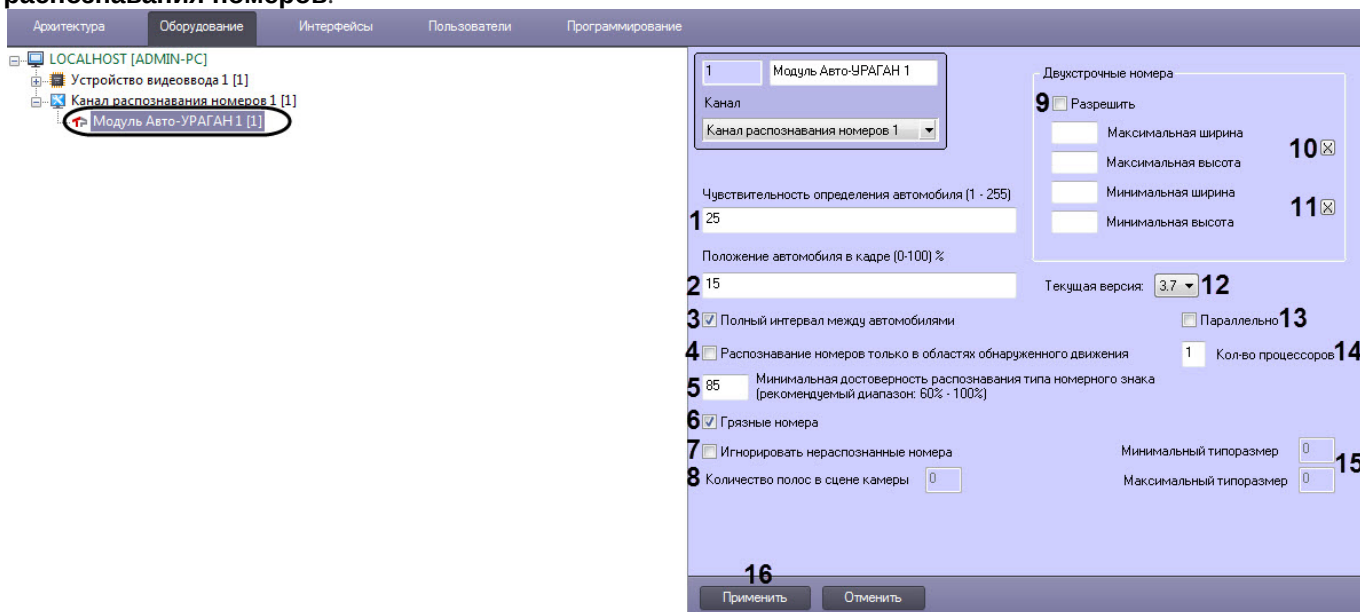 распознавания номеров.
Архитектура Оборудование Интерфейсы Пользователи Программирование
LOCALHOST [ADMIN-PC]
Устройство видеоввода 1 [1]
Канал распознавания номеров 1 [1]
Модуль Авто-УРАГАН 1 [1]
1 Модуль Авто-УРАГАН 1
Канал
Канал распознавания номеров 1
Чувствительность определения автомобиля (1 - 255)
1 25
Положение автомобиля в кадре (0-100) %
2 15
3 Полный интервал между автомобилями
4 Распознавание номеров только в областях обнаруженного движения
5 85 Минимальная достоверность распознавания типа номерного знака
(рекомендуемый диапазон: 60% - 100%)
6 Грязные номера
7 Игнорировать нераспознанные номера
8 Количество полос в сцене камеры 0
Двухстрочные номера
9 Разрешить
Максимальная ширина
10 X
Максимальная высота
Минимальная ширина
11 X
Минимальная высота
Текущая версия: 3.7 12
Параллельно 13
1 Кол-во процессоров 14
Минимальный типоразмер 0
15
Максимальный типоразмер 0
16
Применить Отменить